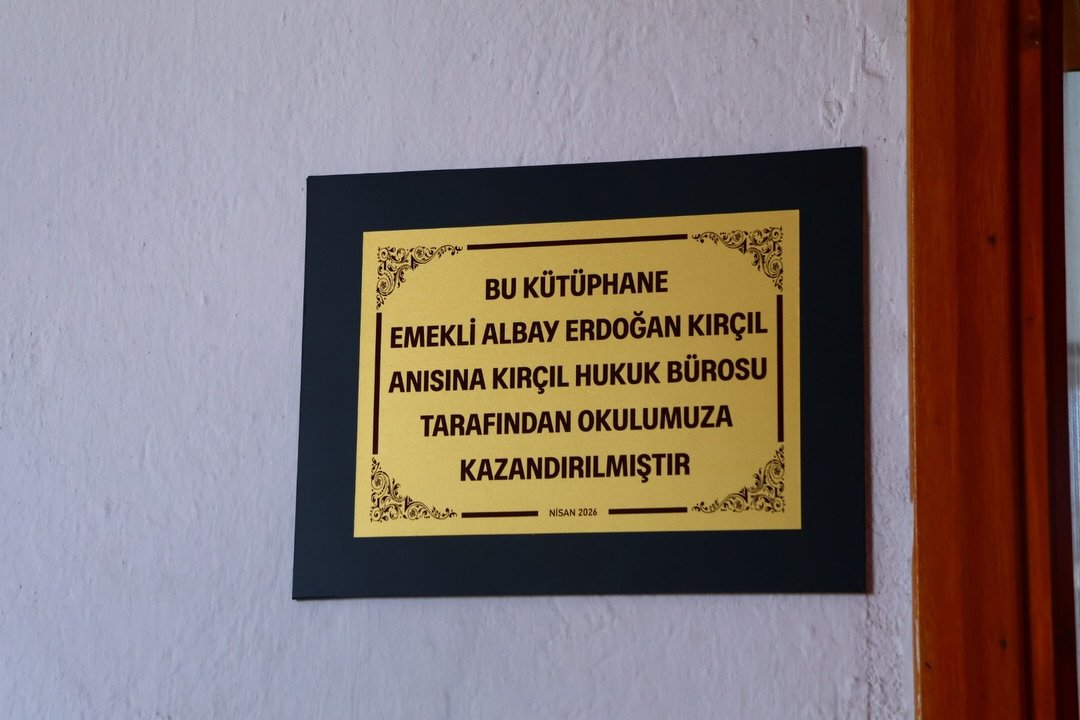 BU KÜTÜPHANE
EMEKLİ ALBAY ERDOĞAN KIRÇIL
ANISINA KIRÇIL HUKUK BÜROSU
TARAFINDAN OKULUMUZA
KAZANDIRILMIŞTIR
NİSAN 2026